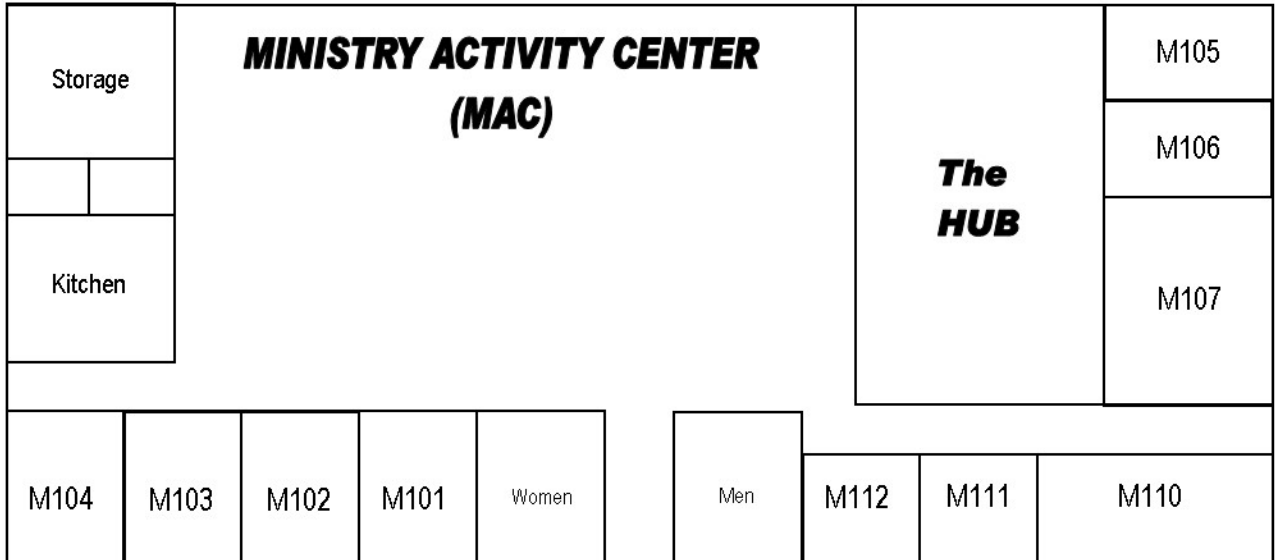 MINISTRY ACTIVITY CENTER
(MAC)
Storage
Kitchen
The
HUB
M105
M106
M107
M104
M103
M102
M101
Women
Men
M112
M111
M110